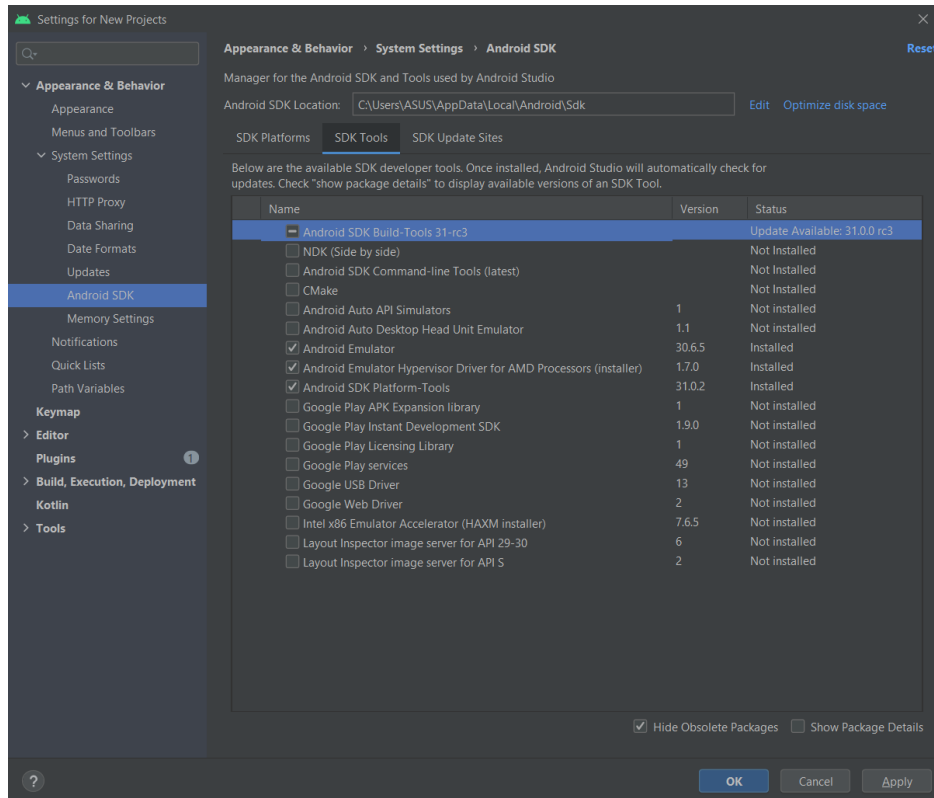 Settings for New Projects
Appearance & Behavior
Appearance
Menus and Toolbars
System Settings
Passwords
HTTP Proxy
Data Sharing
Date Formats
Updates
Android SDK
Memory Settings
Notifications
Quick Lists
Path Variables
Keymap
Editor
Plugins 1
Build, Execution, Deployment
Kotlin
Tools
Appearance & Behavior › System Settings › Android SDK Rese
Manager for the Android SDK and Tools used by Android Studio
Android SDK Location: C:\Users\ASUS\AppData\Local\Android\Sdk Edit Optimize disk space
SDK Platforms SDK Tools SDK Update Sites
Below are the available SDK developer tools. Once installed, Android Studio will automatically check for
updates. Check "show package details" to display available versions of an SDK Tool.
Name Version Status
Android SDK Build-Tools 31-rc3 Update Available: 31.0.0 rc3
NDK (Side by side) Not Installed
Android SDK Command-line Tools (latest) Not Installed
CMake Not Installed
Android Auto API Simulators 1 Not installed
Android Auto Desktop Head Unit Emulator 1.1 Not installed
Android Emulator 30.6.5 Installed
Android Emulator Hypervisor Driver for AMD Processors (installer) 1.7.0 Installed
Android SDK Platform-Tools 31.0.2 Installed
Google Play APK Expansion library 1 Not installed
Google Play Instant Development SDK 1.9.0 Not installed
Google Play Licensing Library 1 Not installed
Google Play services 49 Not installed
Google USB Driver 13 Not installed
Google Web Driver 2 Not installed
Intel x86 Emulator Accelerator (HAXM installer) 7.6.5 Not installed
Layout Inspector image server for API 29-30 6 Not installed
Layout Inspector image server for API S 2 Not installed
Hide Obsolete Packages Show Package Details
? OK Cancel Apply